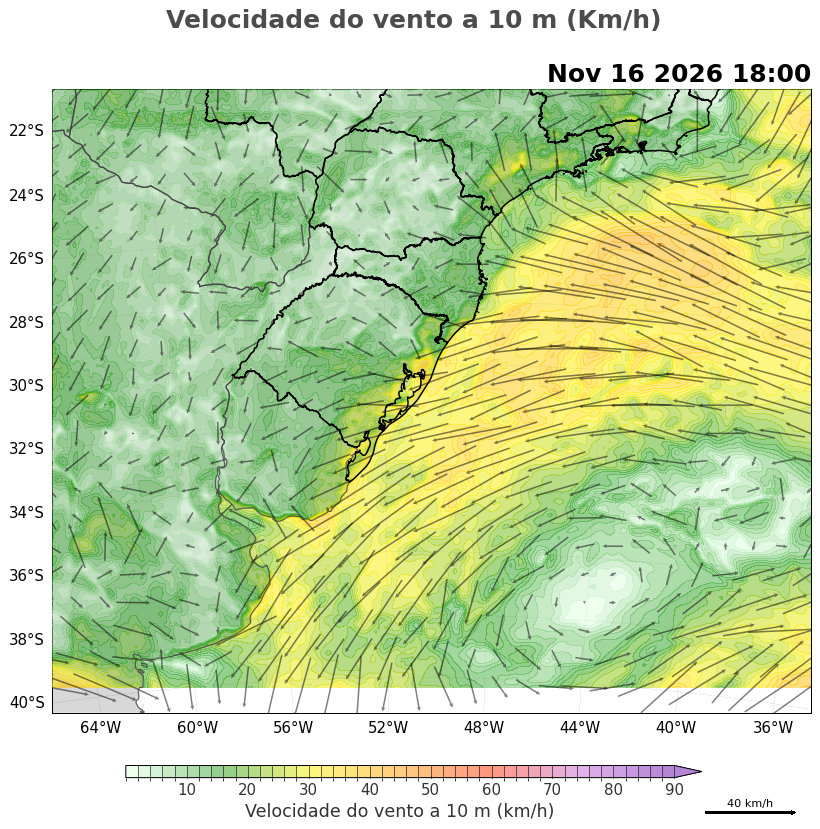 Velocidade do vento a 10 m (Km/h)
Nov 16 2026 18:00
22°S
24°S
26°S
28°S
30°S
32°S
34°S
36°S
38°S
40°S
64°W 60°W 56°W 52°W 48°W 44°W 40°W 36°W
10 20 30 40 50 60 70 80 90
Velocidade do vento a 10 m (km/h)
40 km/h